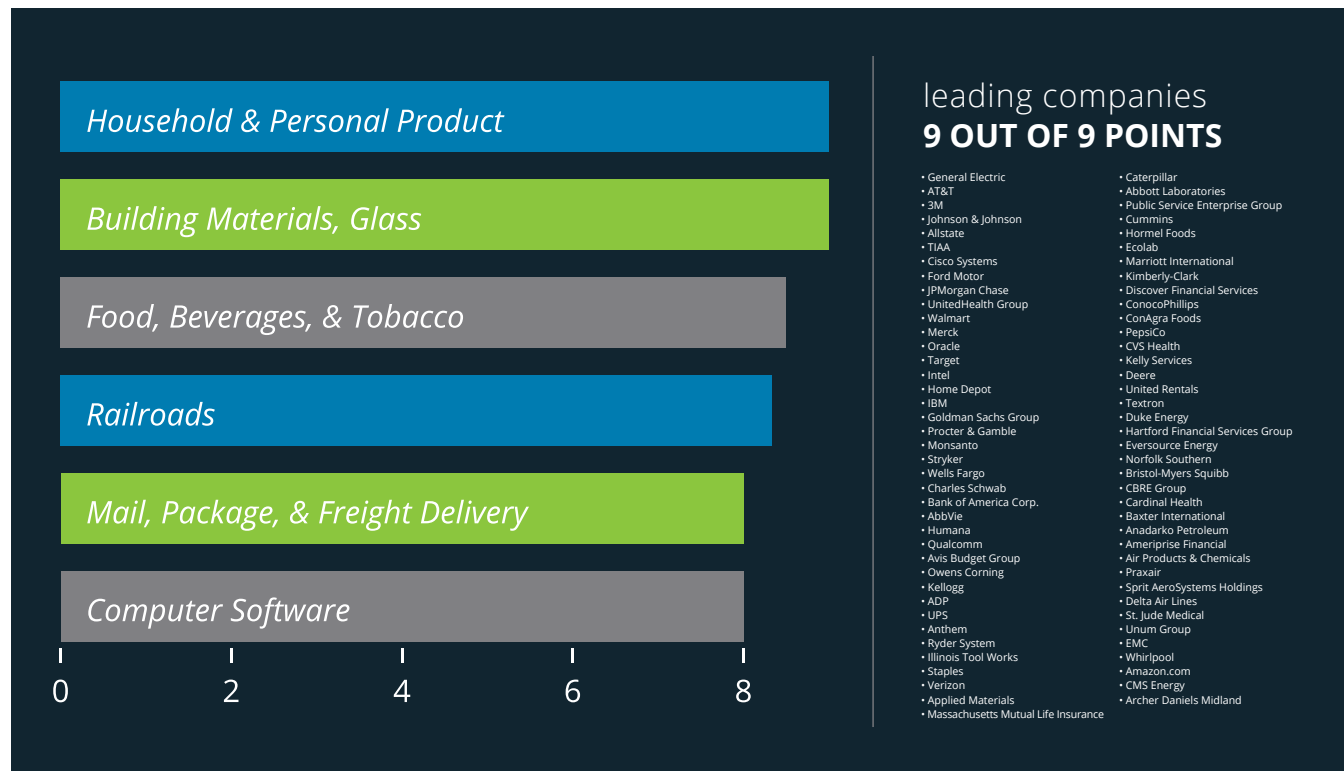 Household & Personal Product
Building Materials, Glass
Food, Beverages, & Tobacco
Railroads
Mail, Package, & Freight Delivery
Computer Software
0 2 4 6 8
leading companies
9 OUT OF 9 POINTS
• General Electric
• AT&T
• 3M
• Johnson & Johnson
• Allstate
• TIAA
• Cisco Systems
• Ford Motor
• JPMorgan Chase
• UnitedHealth Group
• Walmart
• Merck
• Oracle
• Target
• Intel
• Home Depot
• IBM
• Goldman Sachs Group
• Procter & Gamble
• Monsanto
• Stryker
• Wells Fargo
• Charles Schwab
• Bank of America Corp.
• AbbVie
• Humana
• Qualcomm
• Avis Budget Group
• Owens Corning
• Kellogg
• ADP
• UPS
• Anthem
• Ryder System
• Illinois Tool Works
• Staples
• Verizon
• Applied Materials
• Massachusetts Mutual Life Insurance
• Caterpillar
• Abbott Laboratories
• Public Service Enterprise Group
• Cummins
• Hormel Foods
• Ecolab
• Marriott International
• Kimberly-Clark
• Discover Financial Services
• ConocoPhillips
• ConAgra Foods
• PepsiCo
• CVS Health
• Kelly Services
• Deere
• United Rentals
• Textron
• Duke Energy
• Hartford Financial Services Group
• Eversource Energy
• Norfolk Southern
• Bristol-Myers Squibb
• CBRE Group
• Cardinal Health
• Baxter International
• Anadarko Petroleum
• Ameriprise Financial
• Air Products & Chemicals
• Praxair
• Sprit AeroSystems Holdings
• Delta Air Lines
• St. Jude Medical
• Unum Group
• EMC
• Whirlpool
• Amazon.com
• CMS Energy
• Archer Daniels Midland